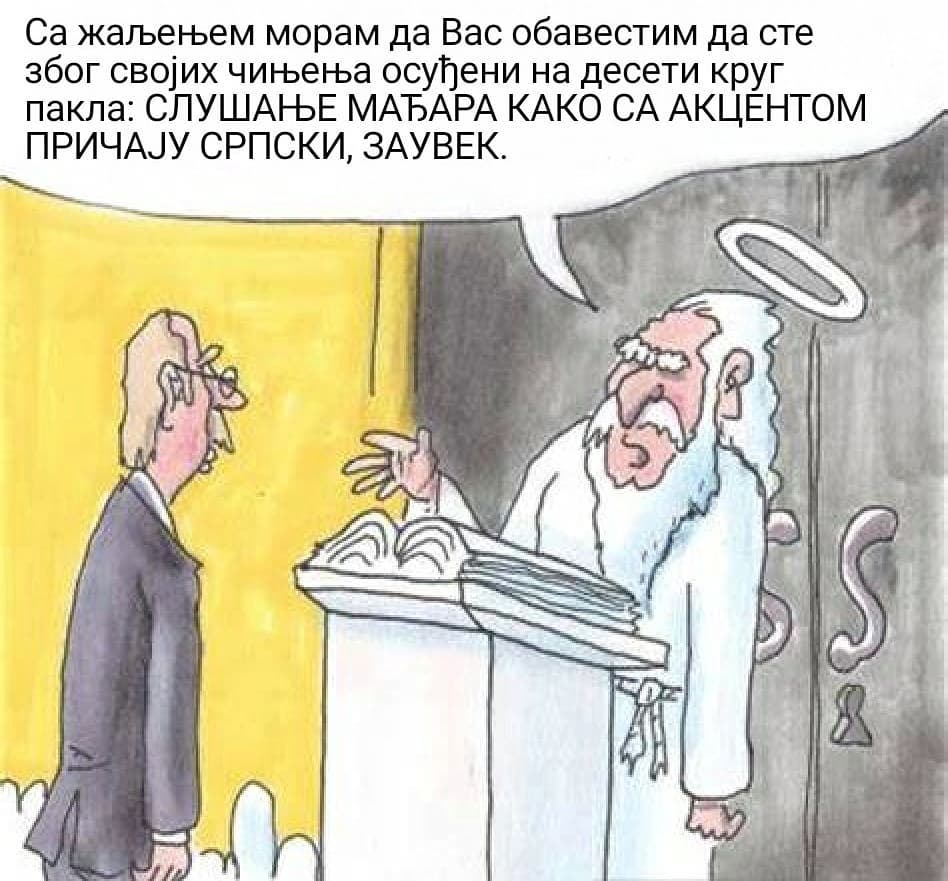 Са жаљењем морам да Вас обавестим да сте
због својих чињења осуђени на десети круг
пакла: СЛУШАЊЕ МАЂАРА КАКО СА АКЦЕНТОМ
ПРИЧАЈУ СРПСКИ, ЗАУВЕК.